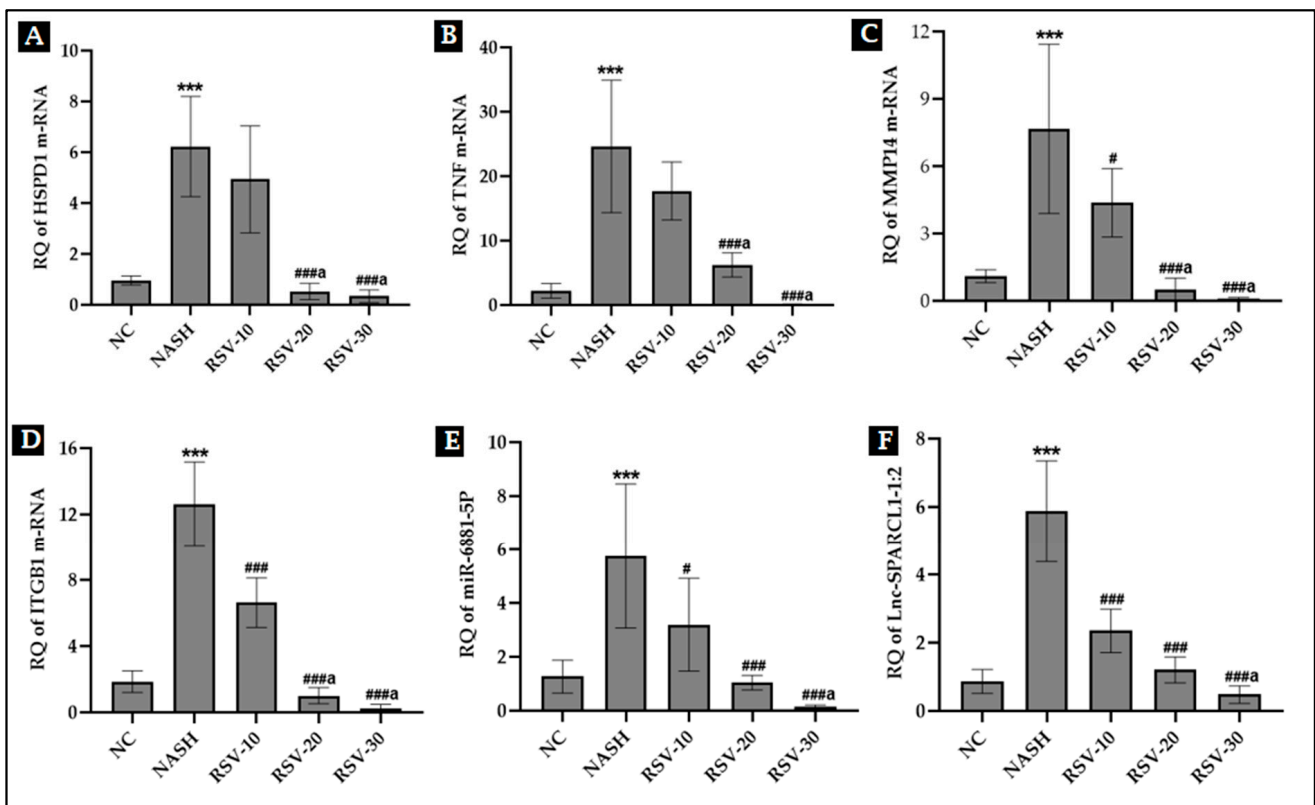 A
RQ of HSPD1 m-RNA
10
8
6
4
2
0
***
###a
###a
NC
NASH
RSV-10
RSV-20
RSV-30
B
RQ of TNF m-RNA
40
30
20
10
0
***
###a
###a
NC
NASH
RSV-10
RSV-20
RSV-30
C
RQ of MMP14 m-RNA
12
9
6
3
0
***
#
###a
###a
NC
NASH
RSV-10
RSV-20
RSV-30
D
RQ of ITGB1 m-RNA
16
12
8
4
0
***
###
###a
###a
NC
NASH
RSV-10
RSV-20
RSV-30
E
RQ of miR-6881-5P
10
8
6
4
2
0
***
#
###
###a
NC
NASH
RSV-10
RSV-20
RSV-30
F
RQ of Lnc-SPARCL1-1:2
8
6
4
2
0
***
###
###
###a
NC
NASH
RSV-10
RSV-20
RSV-30